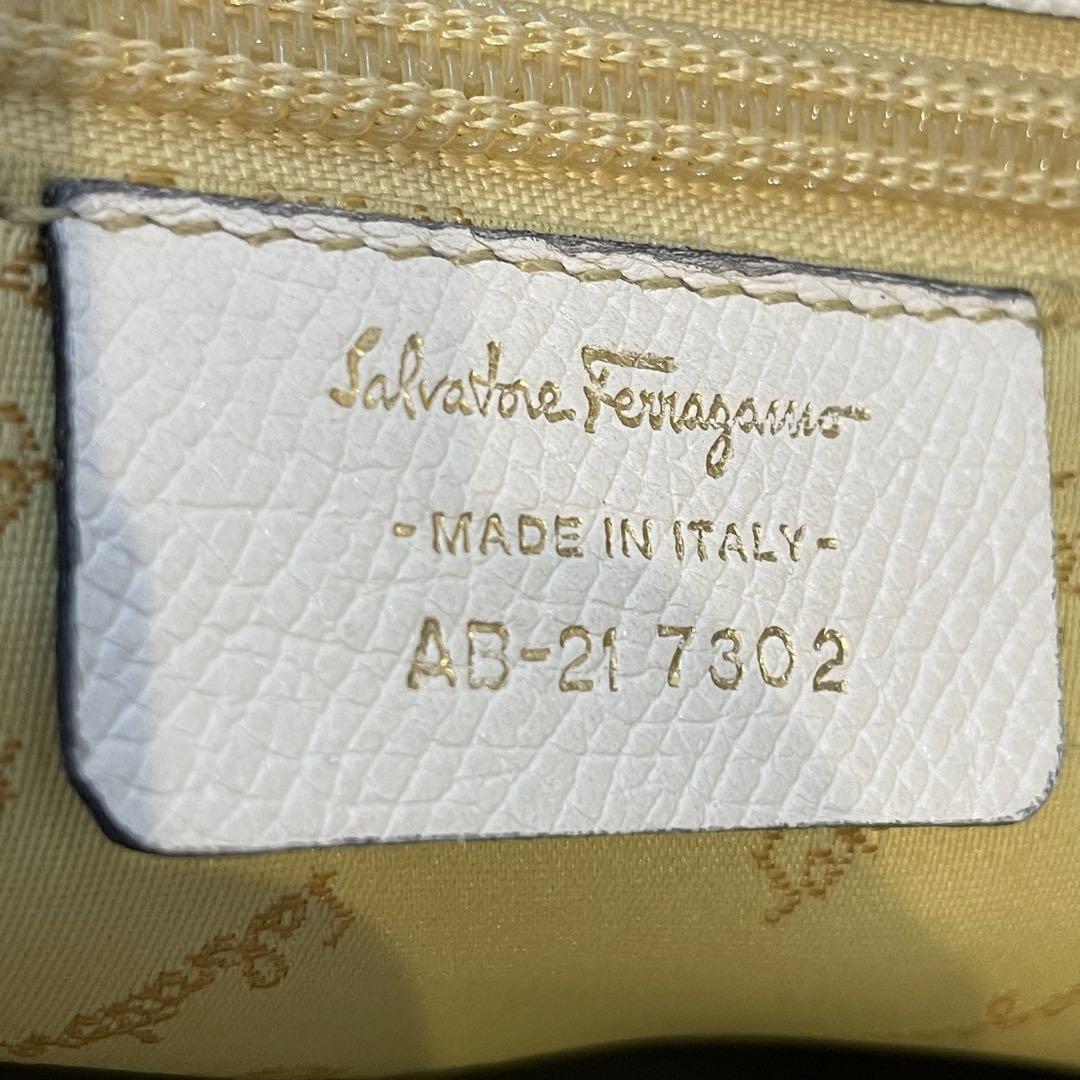 Salvatore Ferragamo
- MADE IN ITALY -
AB-21 7302